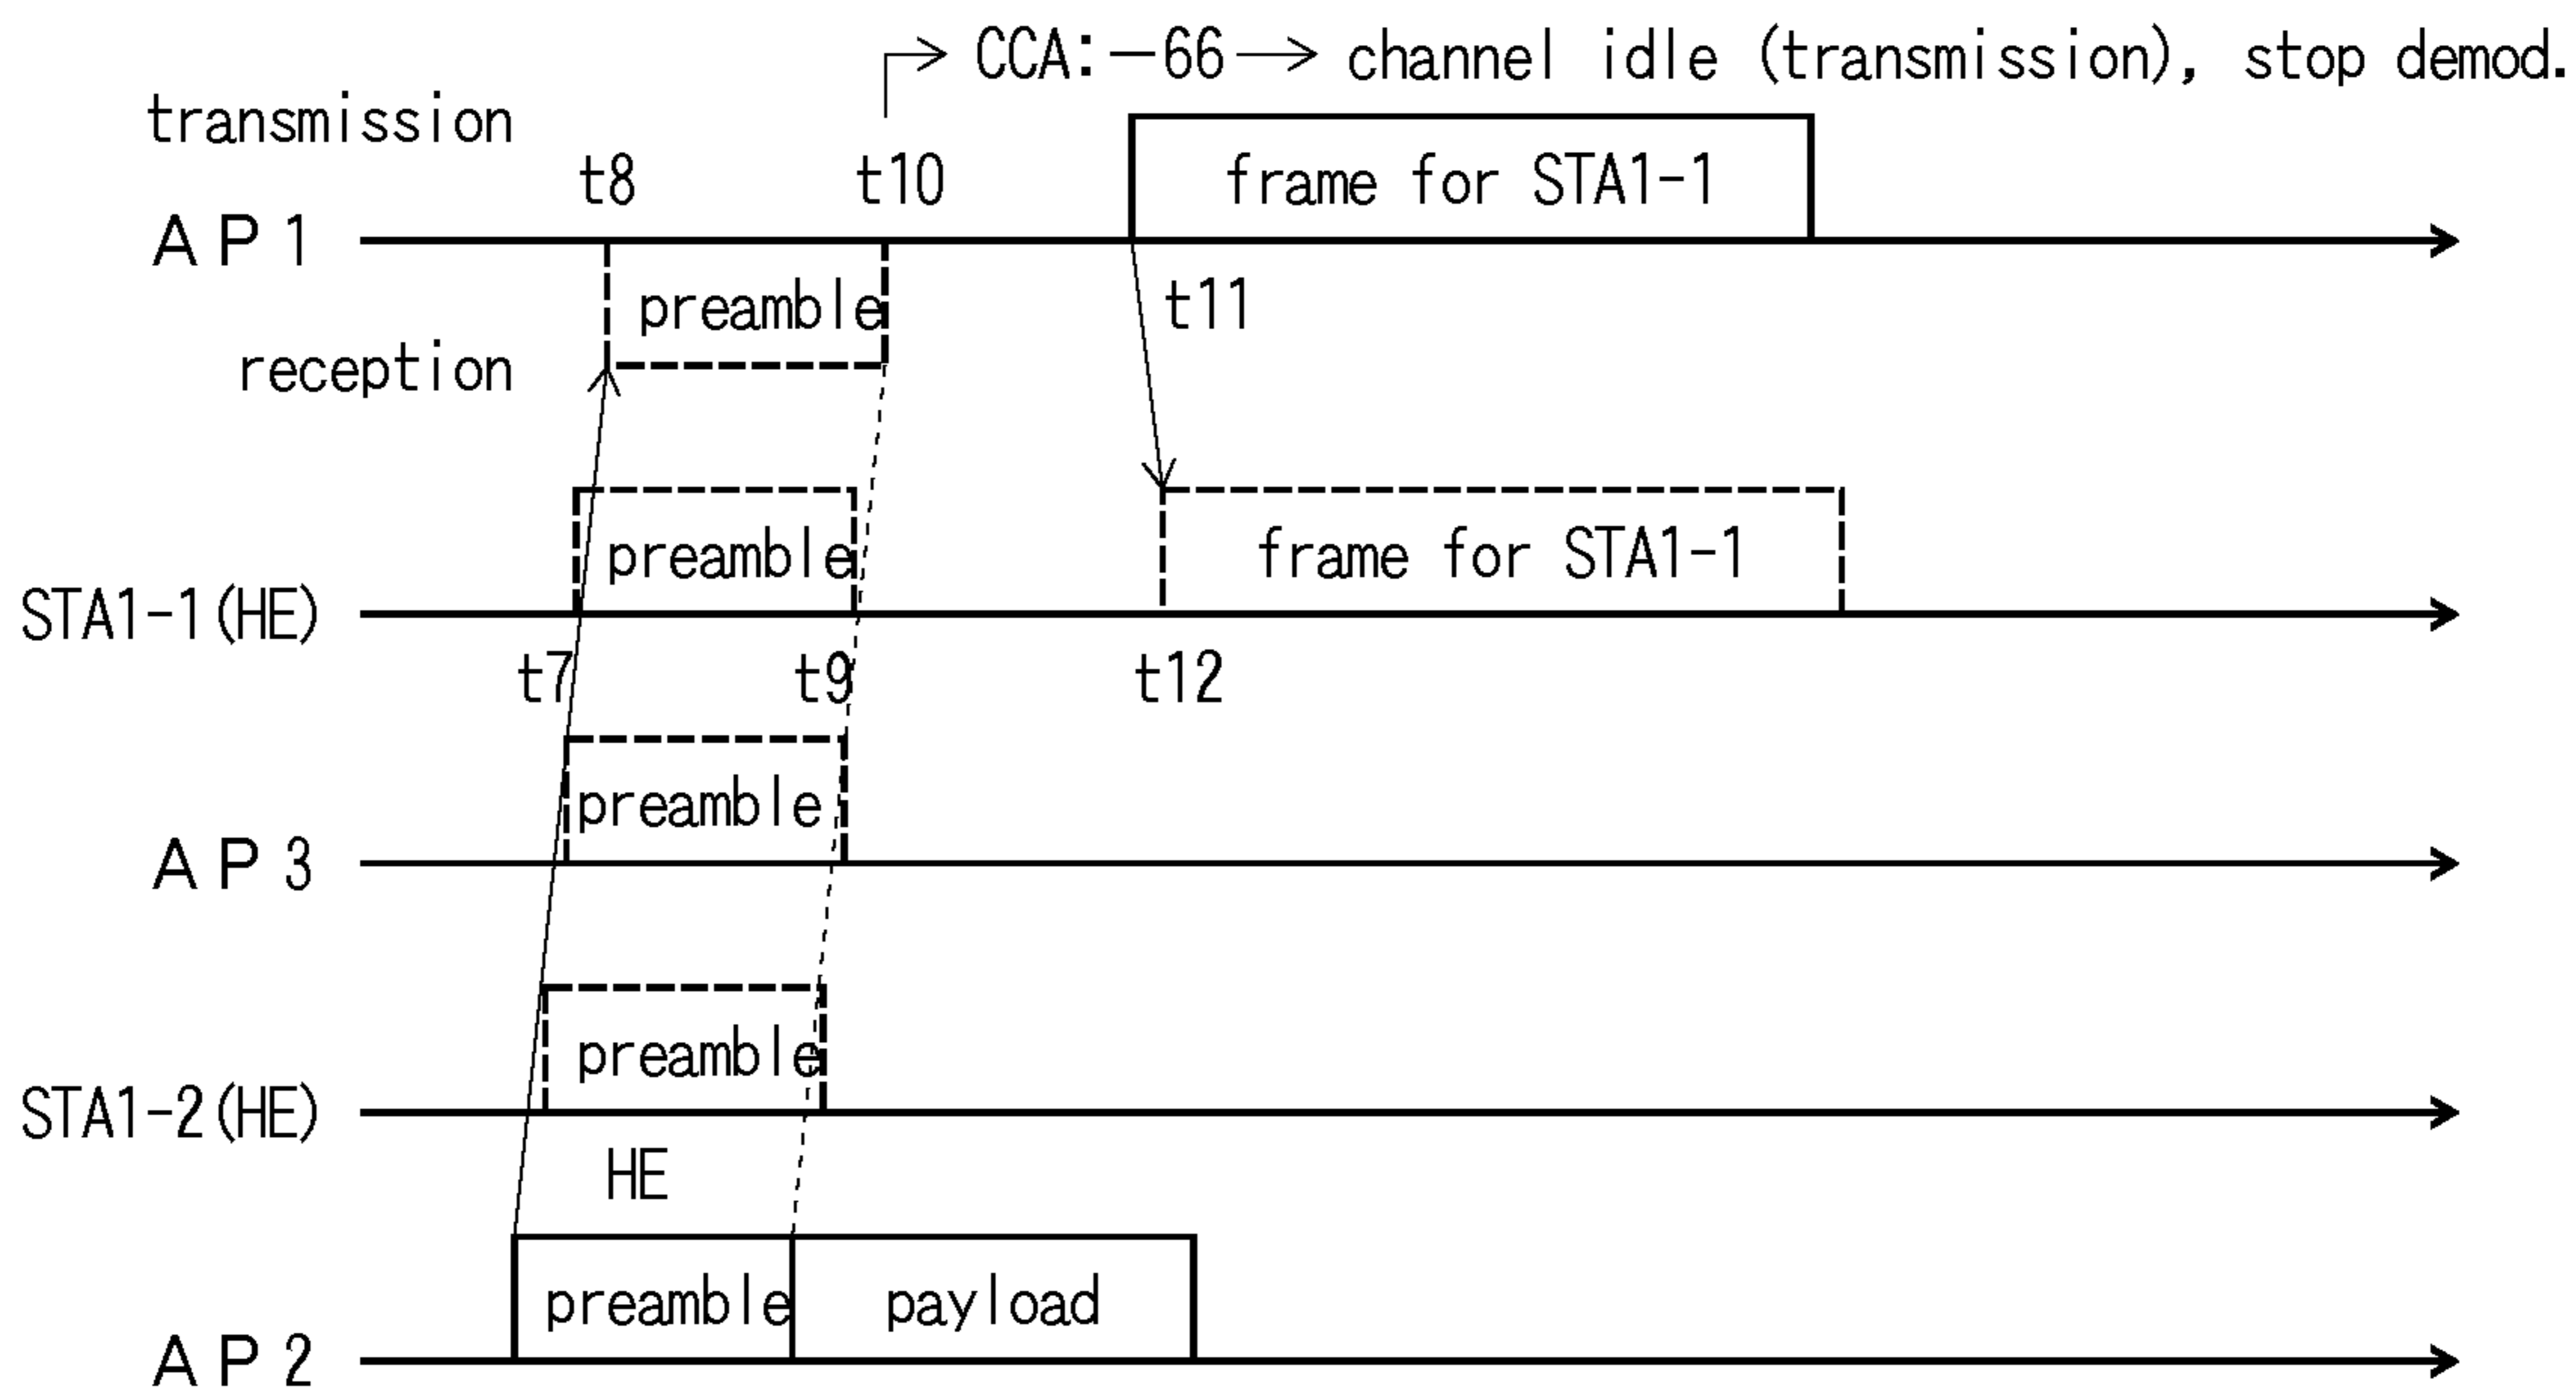 CCA:-66→ channel idle (transmission), stop demod.
transmission
t8 t10 frame for STA1-1
AP1
preamble t11
reception
preamble frame for STA1-1
STA1-1(HE)
t7 t9 t12
preamble
AP3
preamble
STA1-2(HE)
HE
preamble payload
AP2